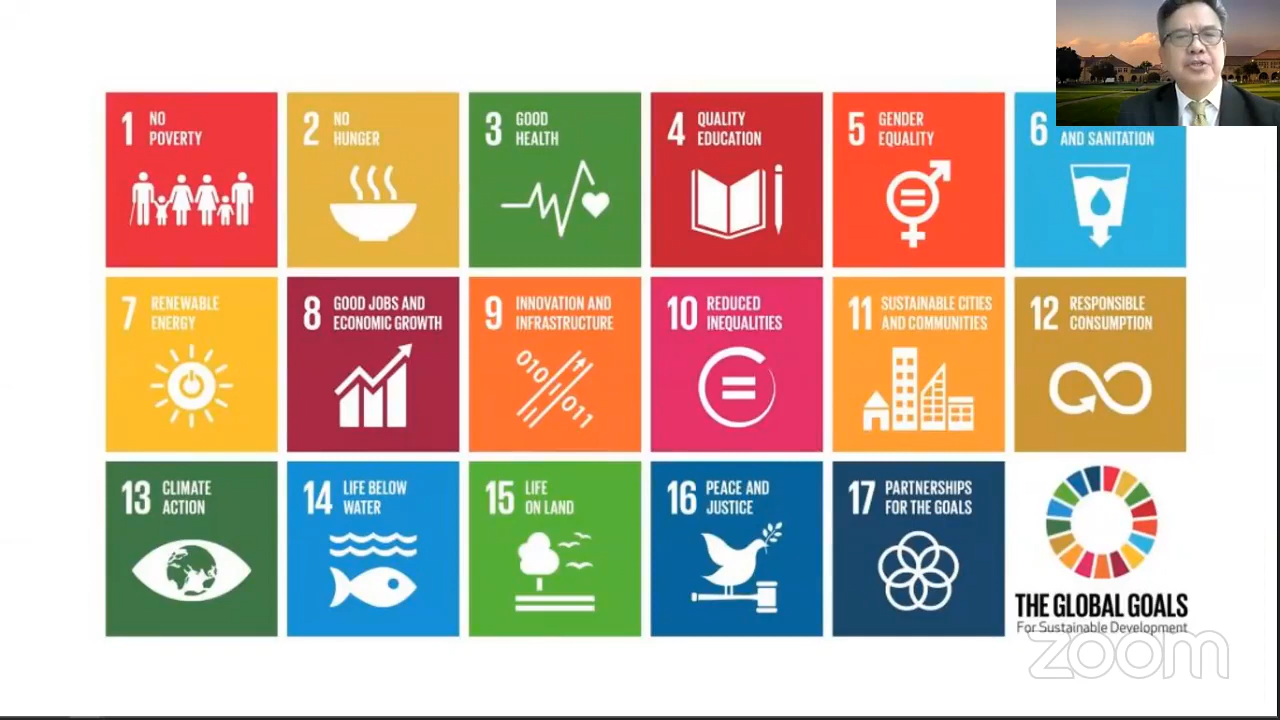 1 NO
POVERTY
2 NO
HUNGER
3 GOOD
HEALTH
4 QUALITY
EDUCATION
5 GENDER
EQUALITY
6
AND SANITATION
7 RENEWABLE
ENERGY
8 GOOD JOBS AND
ECONOMIC GROWTH
9 INNOVATION AND
INFRASTRUCTURE
010
011
10 REDUCED
INEQUALITIES
11 SUSTAINABLE CITIES
AND COMMUNITIES
12 RESPONSIBLE
CONSUMPTION
13 CLIMATE
ACTION
14 LIFE BELOW
WATER
15 LIFE
ON LAND
16 PEACE AND
JUSTICE
17 PARTNERSHIPS
FOR THE GOALS
THE GLOBAL GOALS
For Sustainable Development
zoom